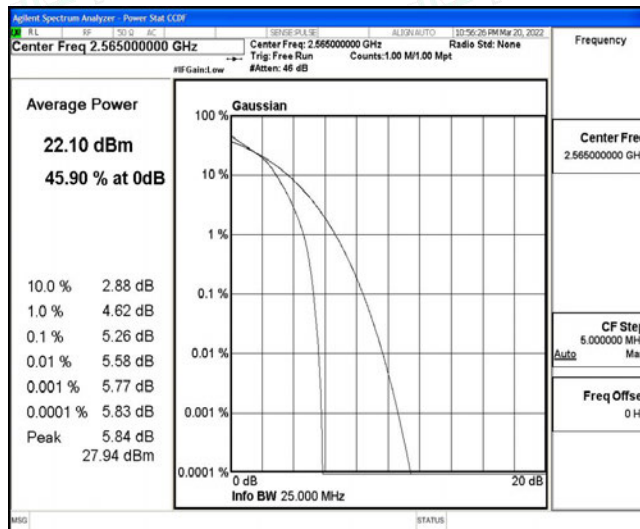 Agilent Spectrum Analyzer - Power Stat CCDF
RL RF 50 Ω AC SENSE:PULSE ALIGN AUTO 10:56:26 PM Mar 20, 2022
Center Freq 2.565000000 GHz
Center Freq: 2.565000000 GHz Radio Std: None
Trig: Free Run Counts:1.00 M/1.00 Mpt
#IFGain:Low #Atten: 46 dB
Frequency
Average Power
22.10 dBm
45.90 % at 0dB
10.0 % 2.88 dB
1.0 % 4.62 dB
0.1 % 5.26 dB
0.01 % 5.58 dB
0.001 % 5.77 dB
0.0001 % 5.83 dB
Peak 5.84 dB
27.94 dBm
Gaussian
100 %
10 %
1 %
0.1 %
0.01 %
0.001 %
0.0001 %
0 dB 20 dB
Info BW 25.000 MHz
Center Fre
2.565000000 GH
CF Step
5.000000 MH
Auto Ma
Freq Offse
0 H
MSG STATUS